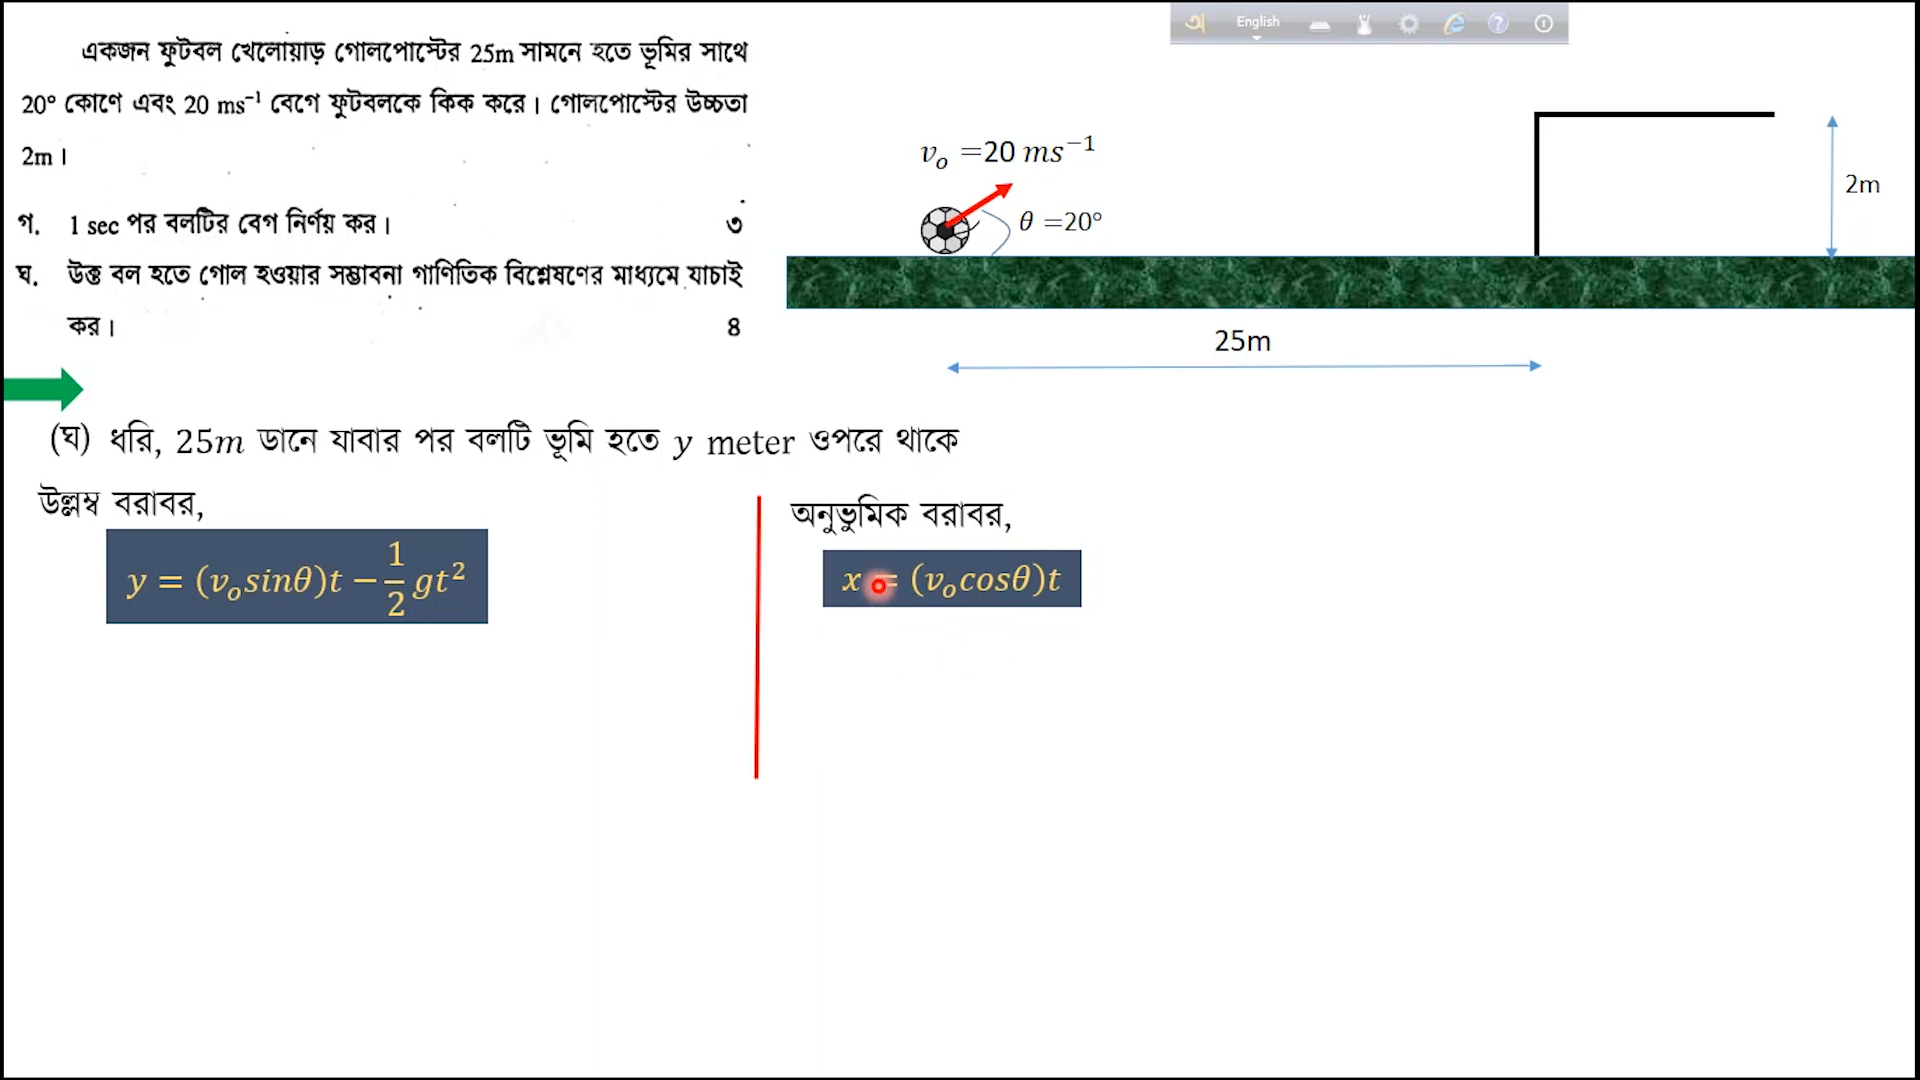 একজন ফুটবল খেলোয়াড় গোলপোস্টের 25m সামনে হতে ভূমির সাথে
20° কোণে এবং 20 ms⁻¹ বেগে ফুটবলকে কিক করে। গোলপোস্টের উচ্চতা
2m।
গ. 1 sec পর বলটির বেগ নির্ণয় কর। ৩
ঘ. উক্ত বল হতে গোল হওয়ার সম্ভাবনা গাণিতিক বিশ্লেষণের মাধ্যমে যাচাই
কর। ৪
অ English
v₀ =20 ms⁻¹
θ =20°
2m
25m
(ঘ) ধরি, 25m ডানে যাবার পর বলটি ভূমি হতে y meter ওপরে থাকে
উল্লম্ব বরাবর,
y = (v₀sinθ)t − 1/2 gt²
অনুভুমিক বরাবর,
x = (v₀cosθ)t